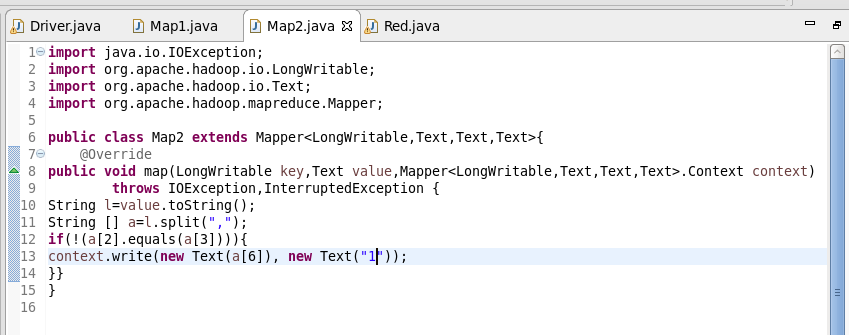 Driver.java Map1.java Map2.java Red.java
1 import java.io.IOException;
2 import org.apache.hadoop.io.LongWritable;
3 import org.apache.hadoop.io.Text;
4 import org.apache.hadoop.mapreduce.Mapper;
5
6 public class Map2 extends Mapper<LongWritable,Text,Text,Text>{
7     @Override
8 public void map(LongWritable key,Text value,Mapper<LongWritable,Text,Text,Text>.Context context)
9         throws IOException,InterruptedException {
10 String l=value.toString();
11 String [] a=l.split(",");
12 if(!(a[2].equals(a[3]))){
13 context.write(new Text(a[6]), new Text("1"));
14 }}
15 }
16